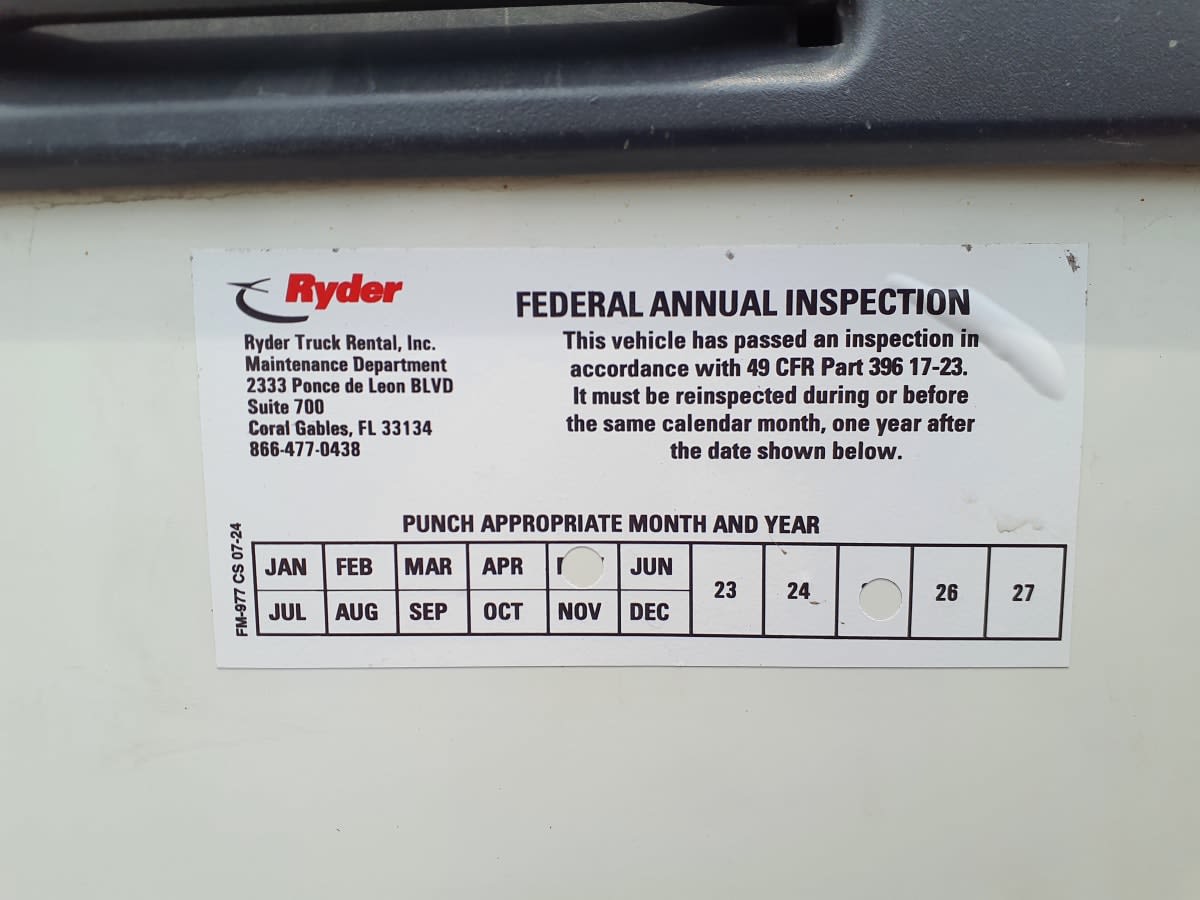 Ryder
Ryder Truck Rental, Inc.
Maintenance Department
2333 Ponce de Leon BLVD
Suite 700
Coral Gables, FL 33134
866-477-0438
FEDERAL ANNUAL INSPECTION
This vehicle has passed an inspection in
accordance with 49 CFR Part 396 17-23.
It must be reinspected during or before
the same calendar month, one year after
the date shown below.
PUNCH APPROPRIATE MONTH AND YEAR
JAN FEB MAR APR JUN
JUL AUG SEP OCT NOV DEC
23 24 26 27
FM-977 CS 07-24